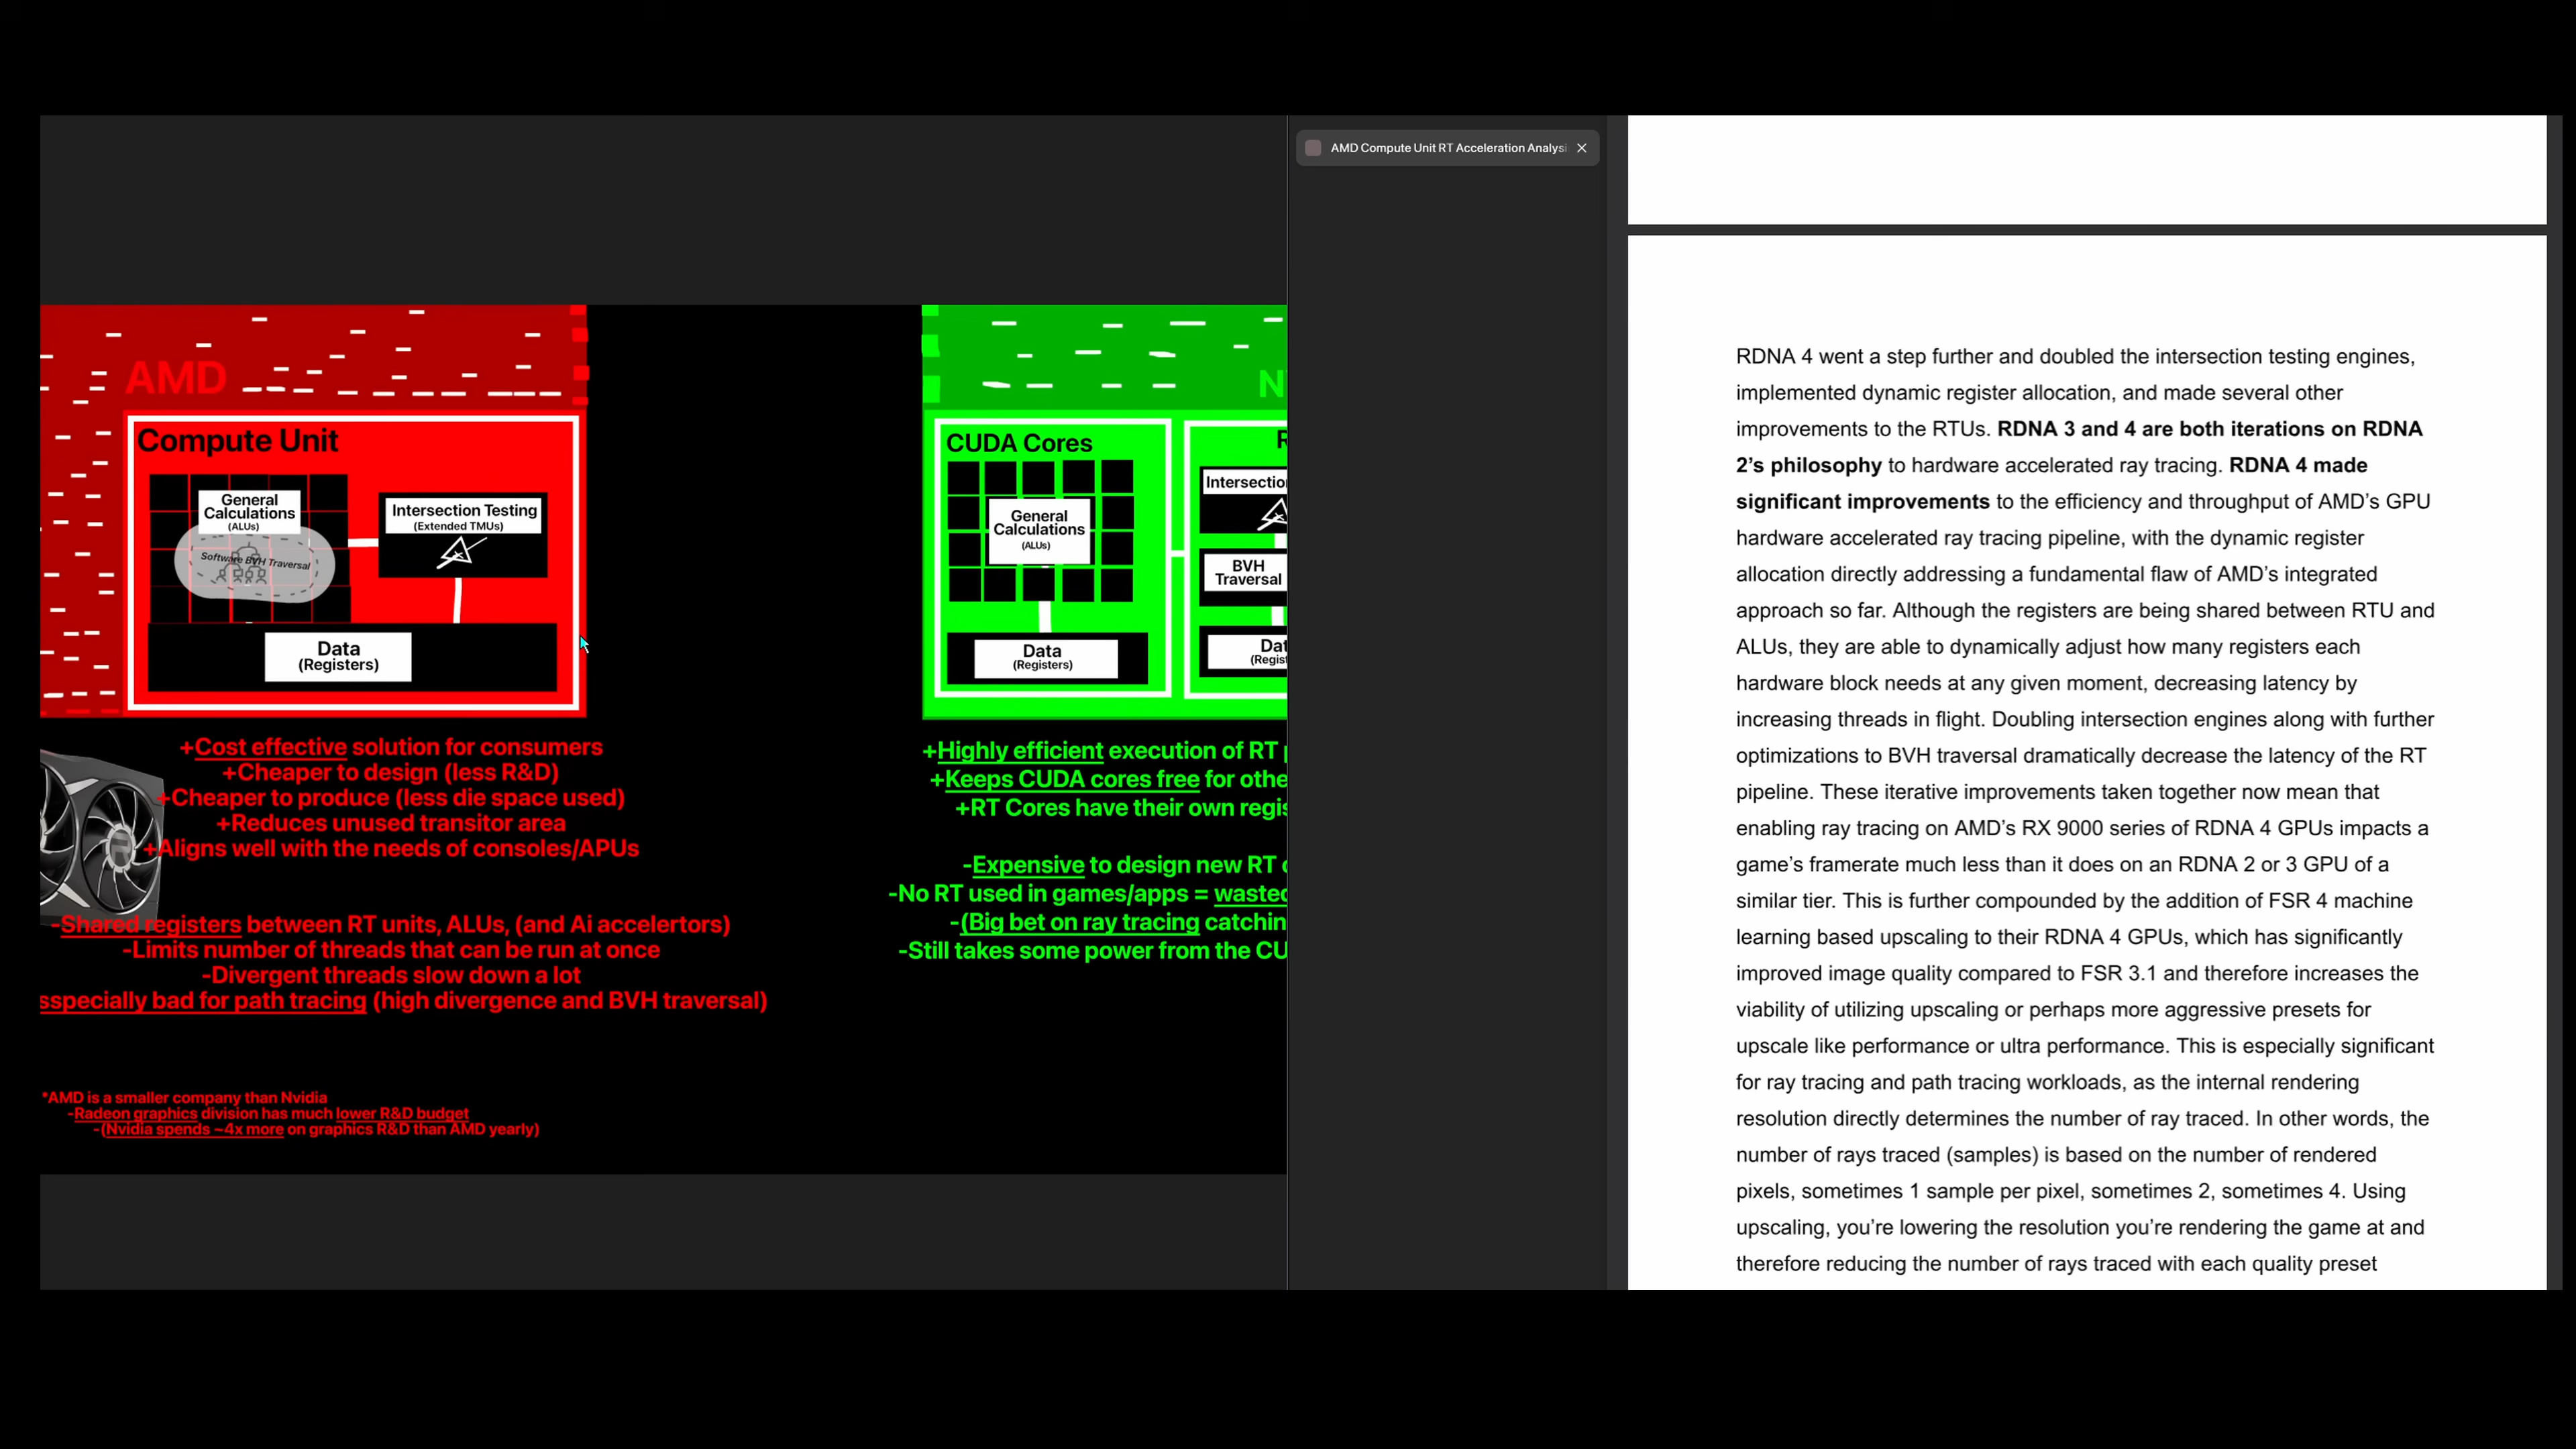 AMD
Compute Unit
General
Calculations
(ALUs)
Software BVH Traversal
Intersection Testing
(Extended TMUs)
Data
(Registers)
+Cost effective solution for consumers
+Cheaper to design (less R&D)
+Cheaper to produce (less die space used)
+Reduces unused transitor area
+Aligns well with the needs of consoles/APUs
-Shared registers between RT units, ALUs, (and Ai accelertors)
-Limits number of threads that can be run at once
-Divergent threads slow down a lot
sspecially bad for path tracing (high divergence and BVH traversal)
*AMD is a smaller company than Nvidia
-Radeon graphics division has much lower R&D budget
-(Nvidia spends ~4x more on graphics R&D than AMD yearly)
N
CUDA Cores
General
Calculations
(ALUs)
Data
(Registers)
R
Intersection
BVH
Traversal
Dat
(Regist
+Highly efficient execution of RT
+Keeps CUDA cores free for othe
+RT Cores have their own regis
-Expensive to design new RT
-No RT used in games/apps = wasted
-(Big bet on ray tracing catchin
-Still takes some power from the CU
AMD Compute Unit RT Acceleration Analysi
RDNA 4 went a step further and doubled the intersection testing engines,
implemented dynamic register allocation, and made several other
improvements to the RTUs. RDNA 3 and 4 are both iterations on RDNA
2’s philosophy to hardware accelerated ray tracing. RDNA 4 made
significant improvements to the efficiency and throughput of AMD’s GPU
hardware accelerated ray tracing pipeline, with the dynamic register
allocation directly addressing a fundamental flaw of AMD’s integrated
approach so far. Although the registers are being shared between RTU and
ALUs, they are able to dynamically adjust how many registers each
hardware block needs at any given moment, decreasing latency by
increasing threads in flight. Doubling intersection engines along with further
optimizations to BVH traversal dramatically decrease the latency of the RT
pipeline. These iterative improvements taken together now mean that
enabling ray tracing on AMD’s RX 9000 series of RDNA 4 GPUs impacts a
game’s framerate much less than it does on an RDNA 2 or 3 GPU of a
similar tier. This is further compounded by the addition of FSR 4 machine
learning based upscaling to their RDNA 4 GPUs, which has significantly
improved image quality compared to FSR 3.1 and therefore increases the
viability of utilizing upscaling or perhaps more aggressive presets for
upscale like performance or ultra performance. This is especially significant
for ray tracing and path tracing workloads, as the internal rendering
resolution directly determines the number of ray traced. In other words, the
number of rays traced (samples) is based on the number of rendered
pixels, sometimes 1 sample per pixel, sometimes 2, sometimes 4. Using
upscaling, you’re lowering the resolution you’re rendering the game at and
therefore reducing the number of rays traced with each quality preset